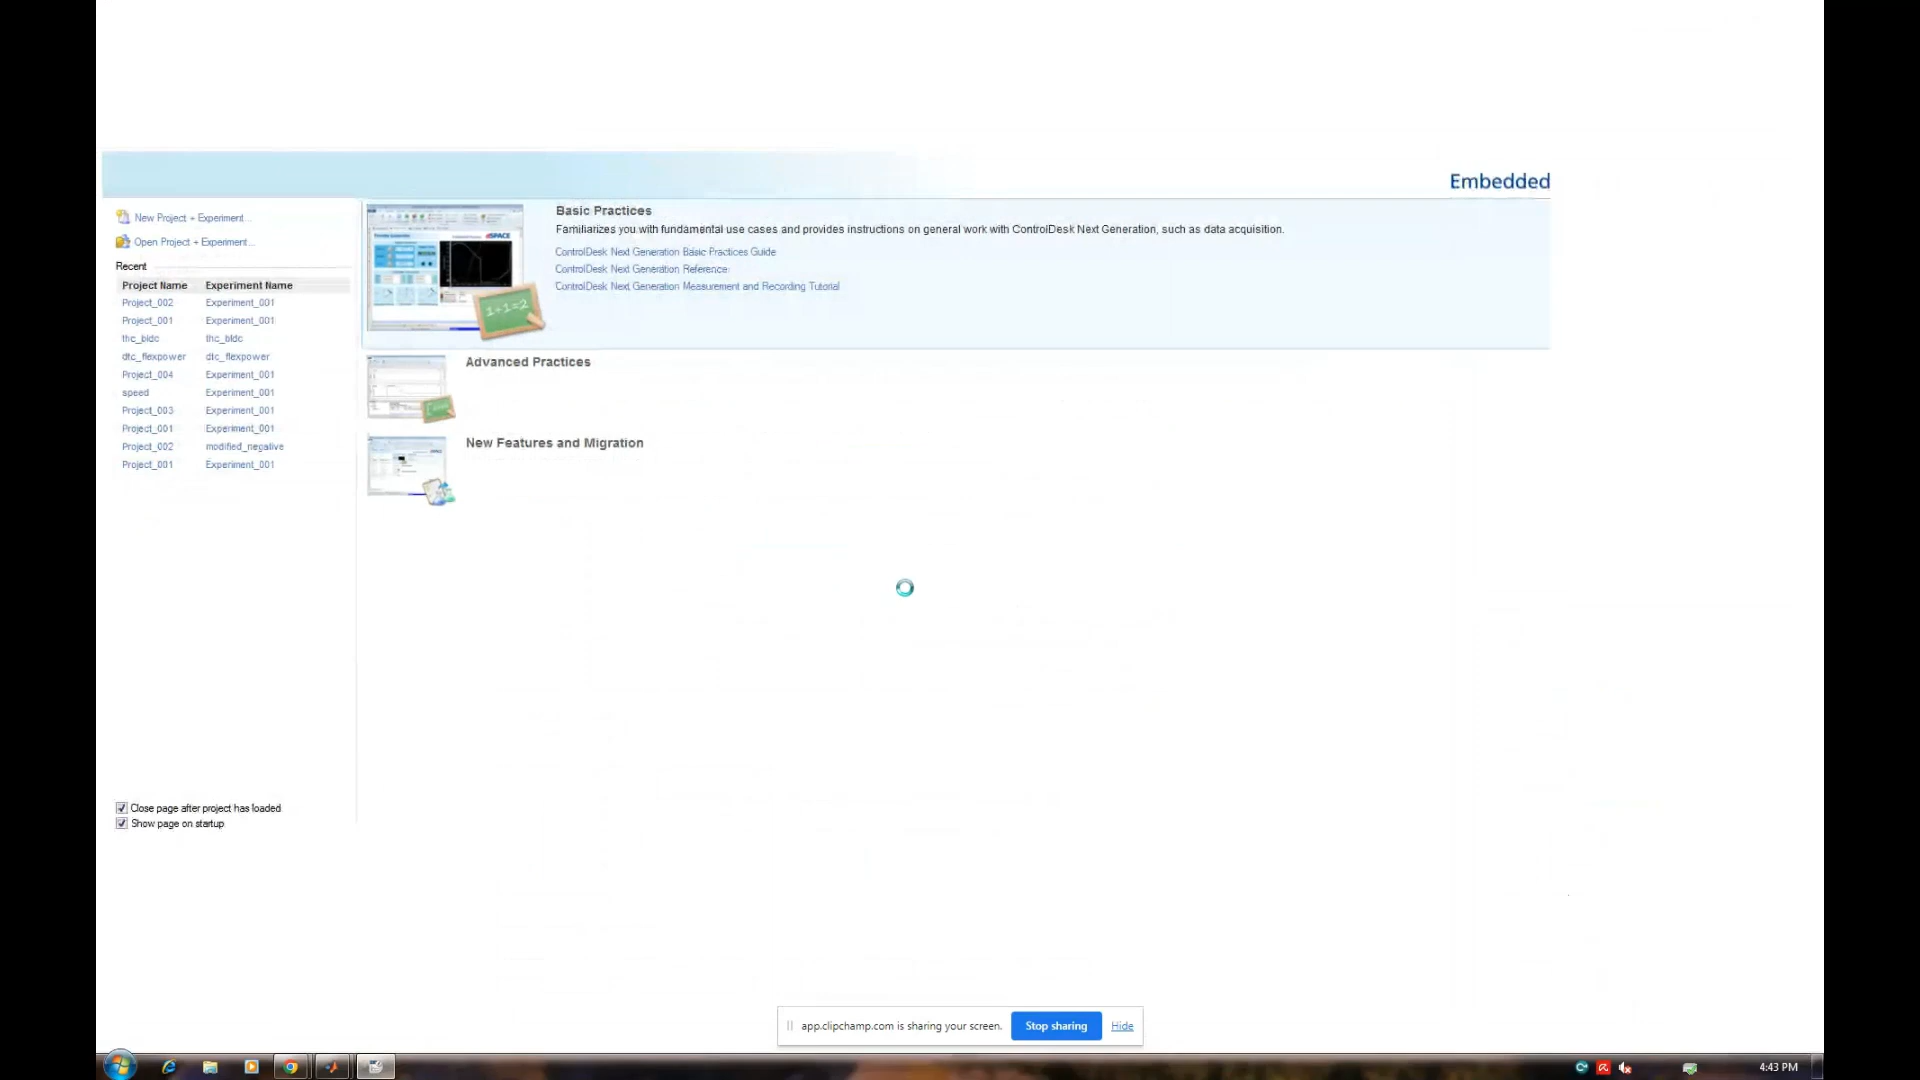 Embedded
New Project + Experiment...
Open Project + Experiment...
Recent
Project Name Experiment Name
Project_002 Experiment_001
Project_001 Experiment_001
thc_bldc thc_bldc
dtc_flexpower dtc_flexpower
Project_004 Experiment_001
speed Experiment_001
Project_003 Experiment_001
Project_001 Experiment_001
Project_002 modified_negative
Project_001 Experiment_001
Close page after project has loaded
Show page on startup
dSPACE
1+1=2
Basic Practices
Familiarizes you with fundamental use cases and provides instructions on general work with ControlDesk Next Generation, such as data acquisition.
ControlDesk Next Generation Basic Practices Guide
ControlDesk Next Generation Reference
ControlDesk Next Generation Measurement and Recording Tutorial
Advanced Practices
New Features and Migration
app.clipchamp.com is sharing your screen.
Stop sharing
Hide
4:43 PM